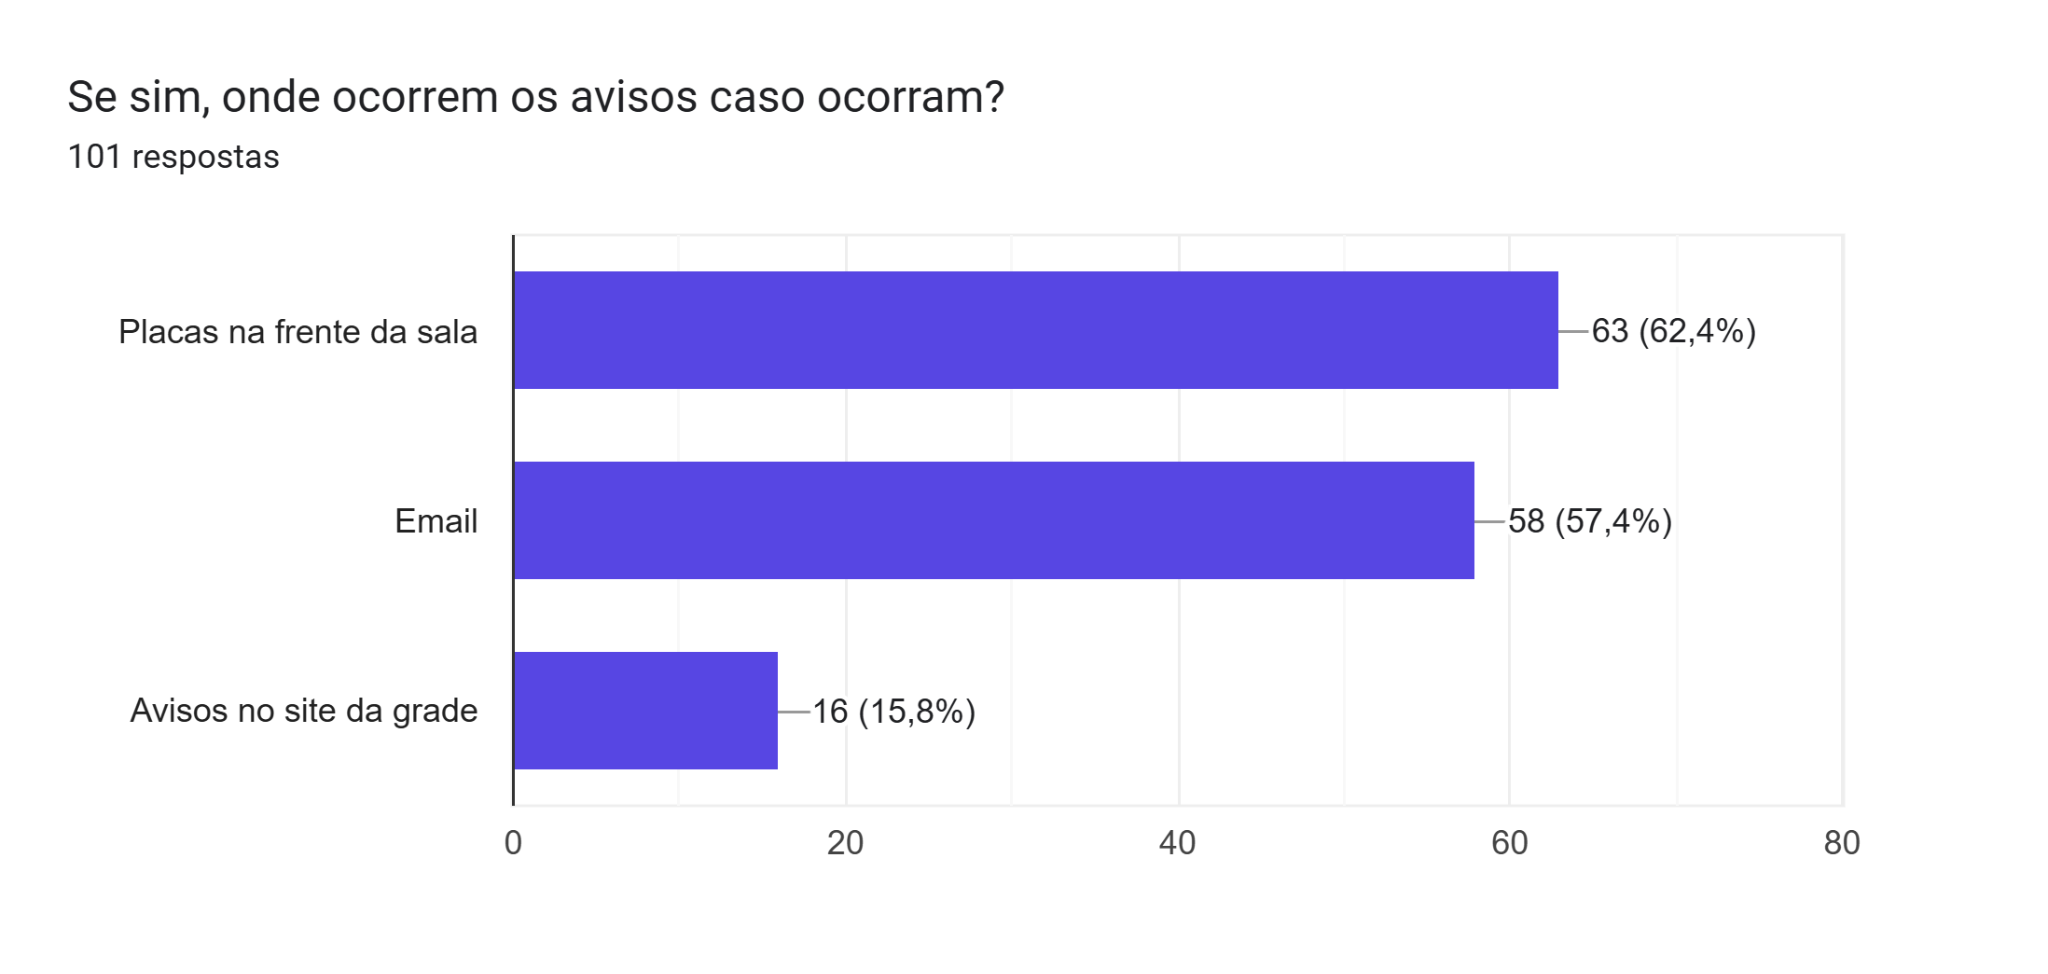 Se sim, onde ocorrem os avisos caso ocorram?
101 respostas
Placas na frente da sala
63 (62,4%)
Email
58 (57,4%)
Avisos no site da grade
16 (15,8%)
0 20 40 60 80